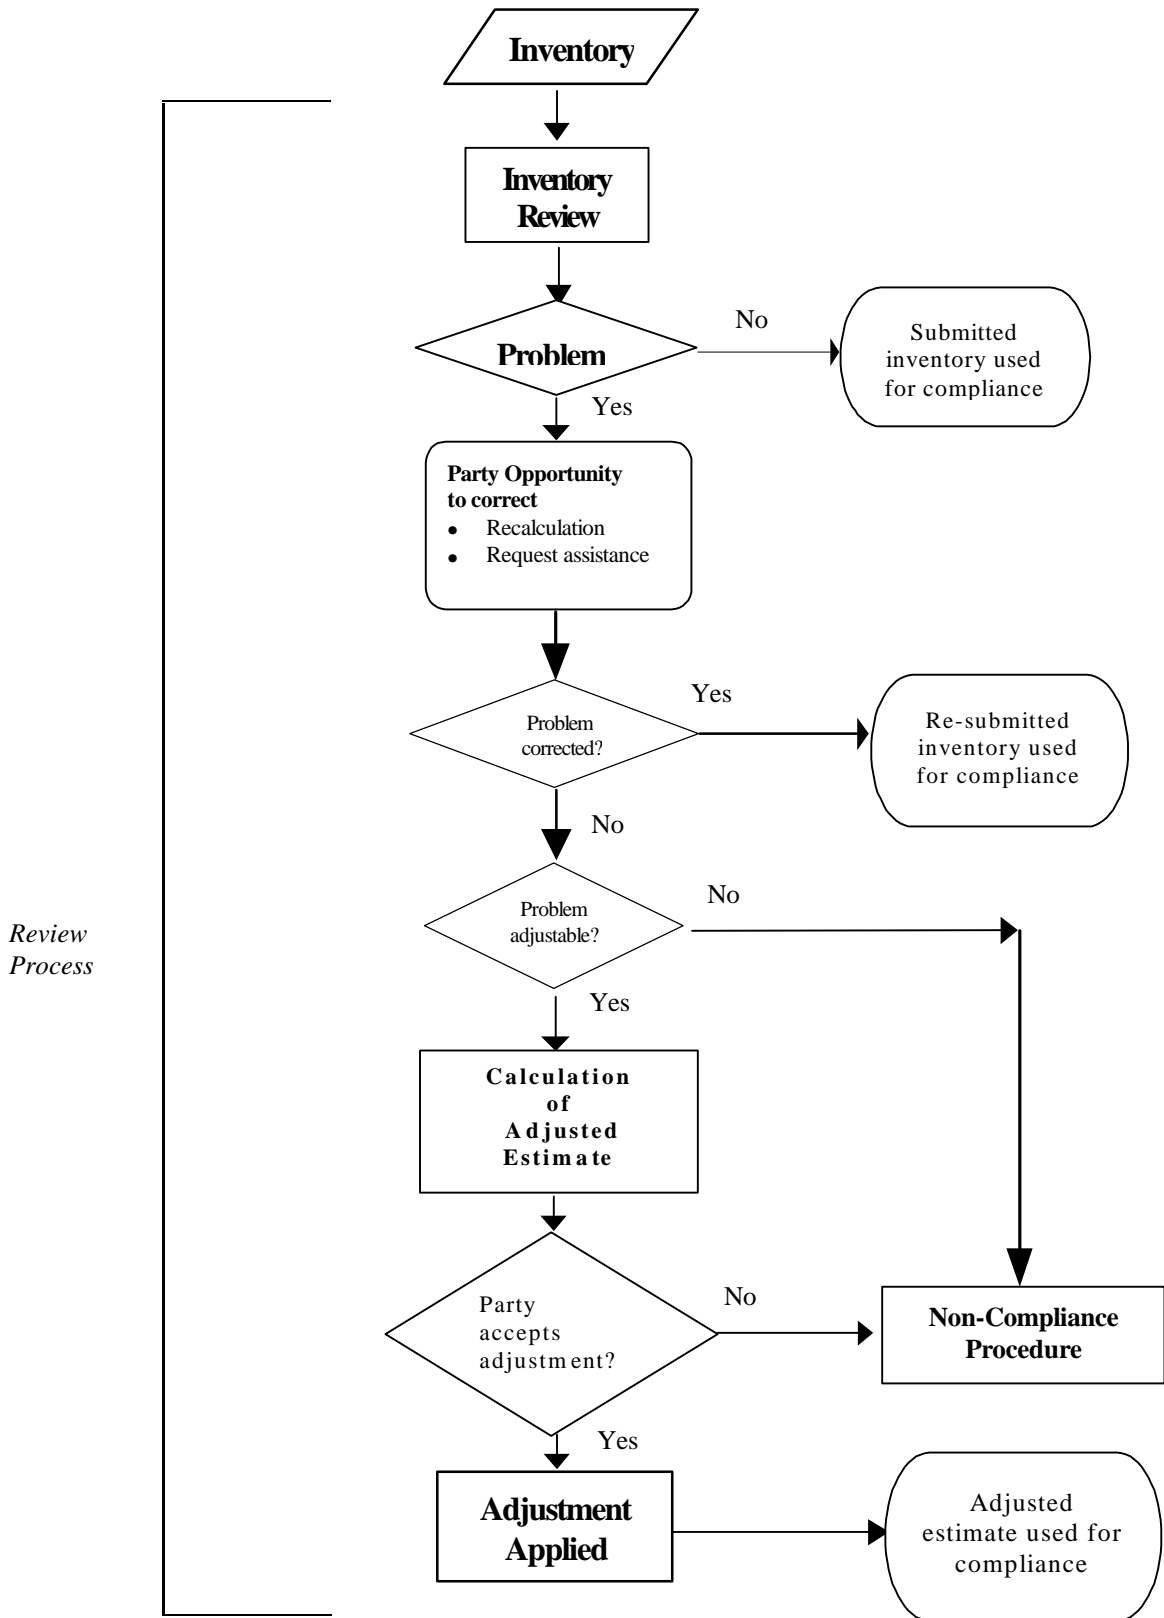 Inventory
Inventory
Review
Problem
No
Submitted
inventory used
for compliance
Yes
Party Opportunity
to correct
• Recalculation
• Request assistance
Problem
corrected?
Yes
Re-submitted
inventory used
for compliance
No
Problem
adjustable?
No
Review
Process
Yes
Calculation
of
Adjusted
Estimate
Party
accepts
adjustment?
No
Non-Compliance
Procedure
Yes
Adjustment
Applied
Adjusted
estimate used for
compliance